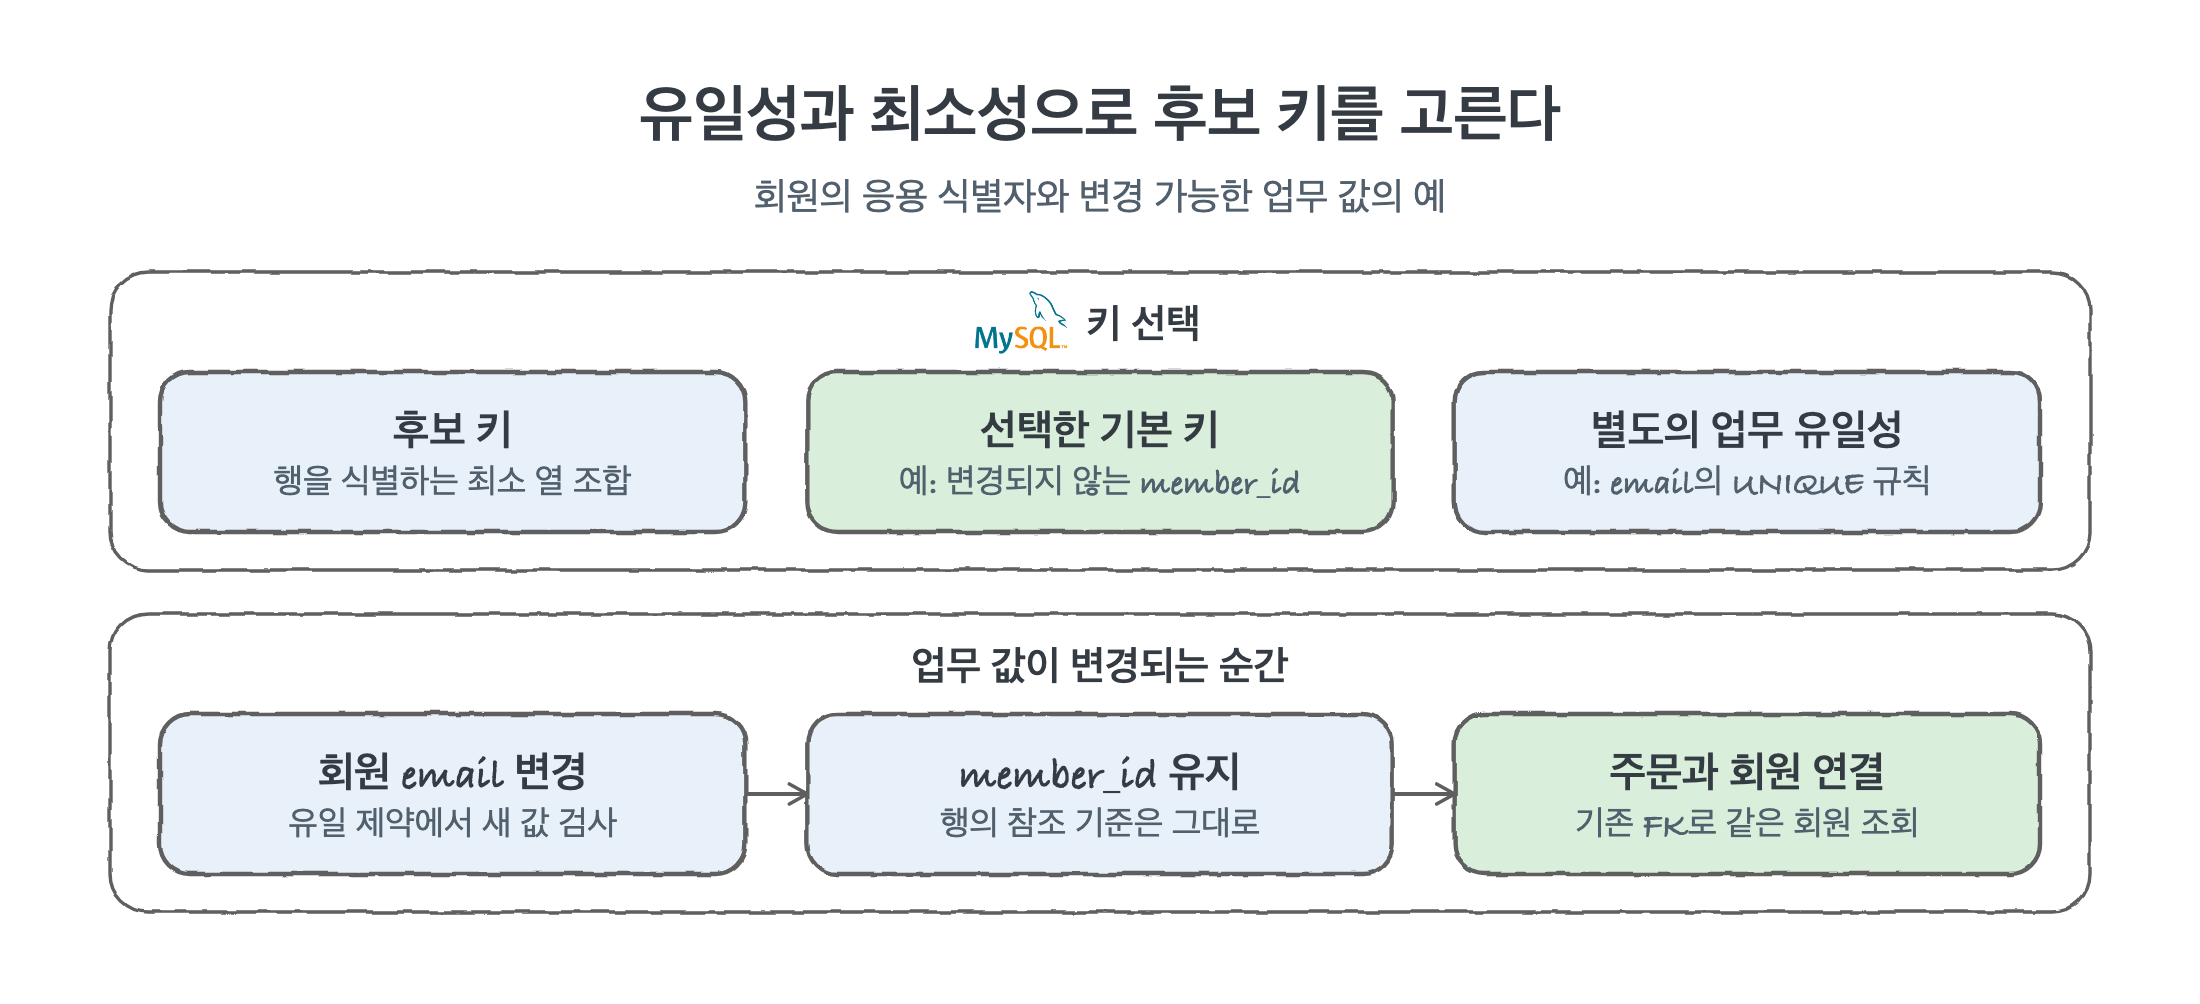 유일성과 최소성으로 후보 키를 고른다
회원의 응용 식별자와 변경 가능한 업무 값의 예
MySQL™ 키 선택
후보 키
행을 식별하는 최소 열 조합
선택한 기본 키
예: 변경되지 않는 member_id
별도의 업무 유일성
예: email의 UNIQUE 규칙
업무 값이 변경되는 순간
회원 email 변경
유일 제약에서 새 값 검사
member_id 유지
행의 참조 기준은 그대로
주문과 회원 연결
기존 FK로 같은 회원 조회